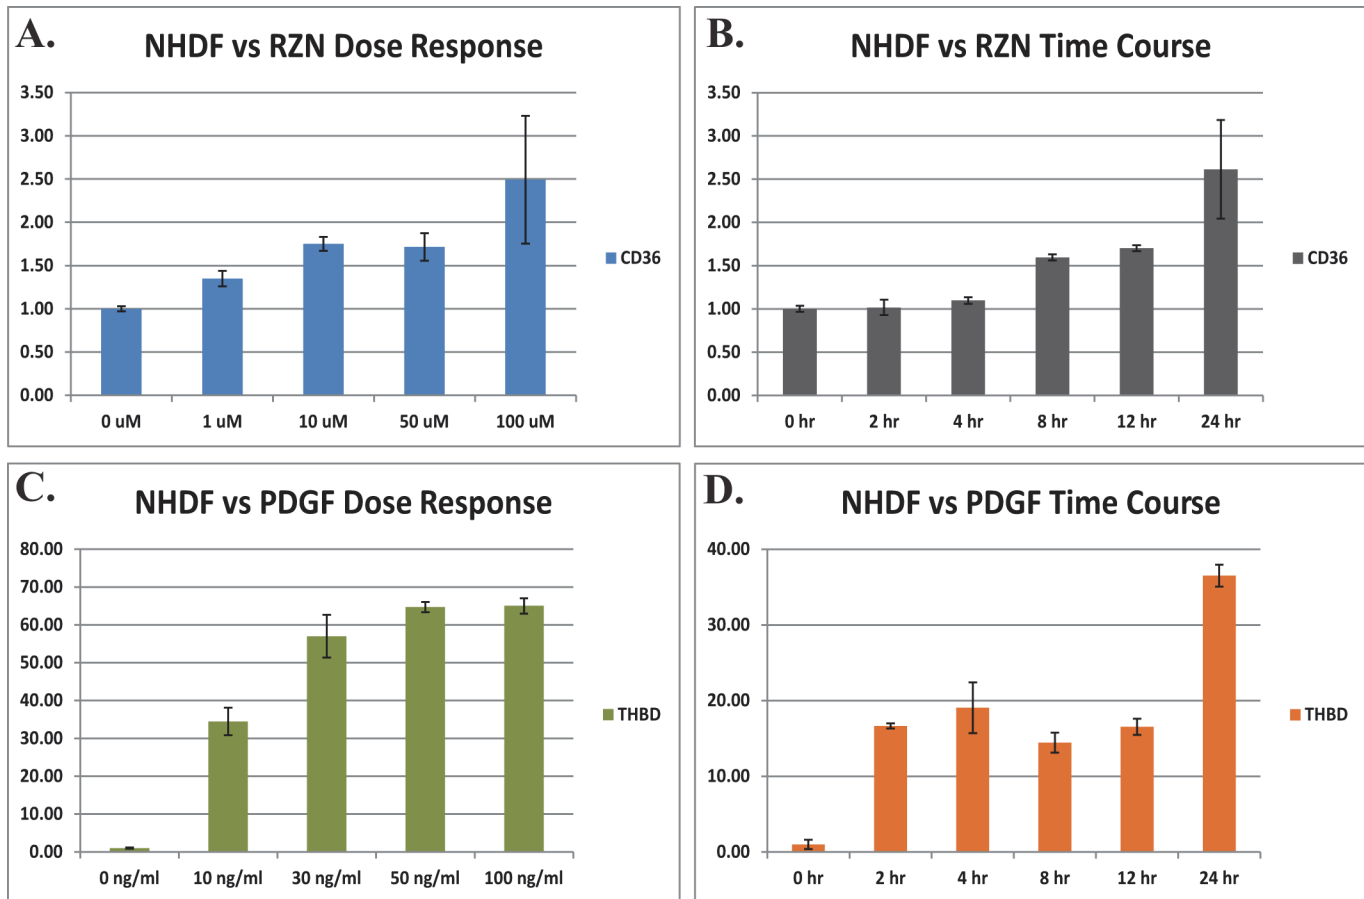 A.
NHDF vs RZN Dose Response
3.50
3.00
2.50
2.00
1.50
1.00
0.50
0.00
0 uM 1 uM 10 uM 50 uM 100 uM
CD36
B.
NHDF vs RZN Time Course
3.50
3.00
2.50
2.00
1.50
1.00
0.50
0.00
0 hr 2 hr 4 hr 8 hr 12 hr 24 hr
CD36
C.
NHDF vs PDGF Dose Response
80.00
70.00
60.00
50.00
40.00
30.00
20.00
10.00
0.00
0 ng/ml 10 ng/ml 30 ng/ml 50 ng/ml 100 ng/ml
THBD
D.
NHDF vs PDGF Time Course
40.00
30.00
20.00
10.00
0.00
0 hr 2 hr 4 hr 8 hr 12 hr 24 hr
THBD